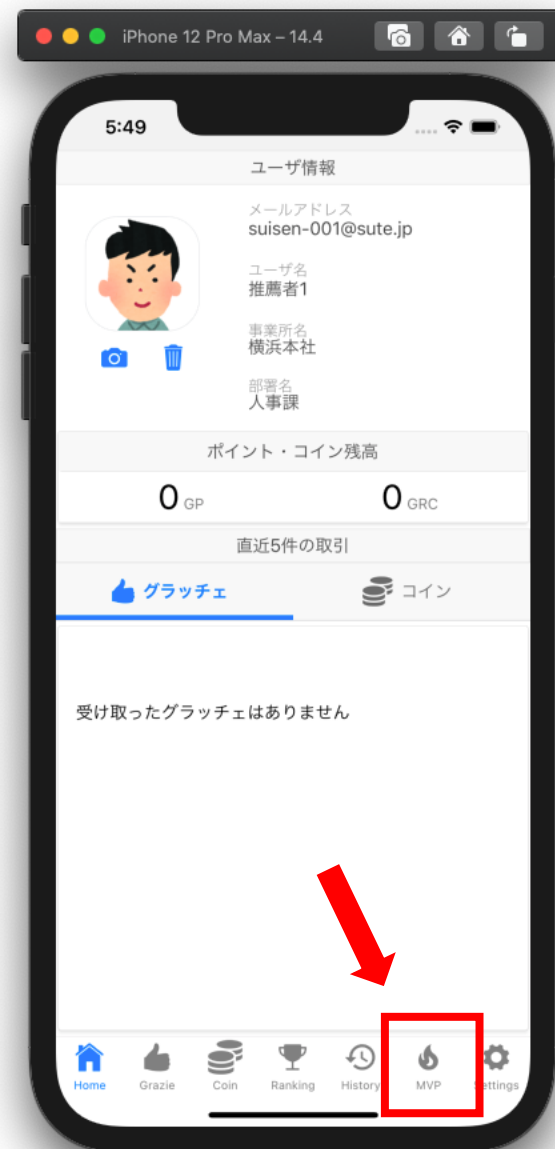 iPhone 12 Pro Max – 14.4
5:49
ユーザ情報
メールアドレス
suisen-001@sute.jp
ユーザ名
推薦者1
事業所名
横浜本社
部署名
人事課
ポイント・コイン残高
0 GP
0 GRC
直近5件の取引
グラッチェ
コイン
受け取ったグラッチェはありません
Home
Grazie
Coin
Ranking
History
MVP
Settings